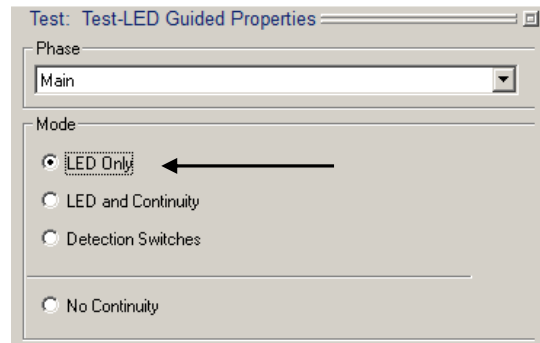 Test: Test-LED Guided Properties
Phase
Main
Mode
LED Only
LED and Continuity
Detection Switches
No Continuity